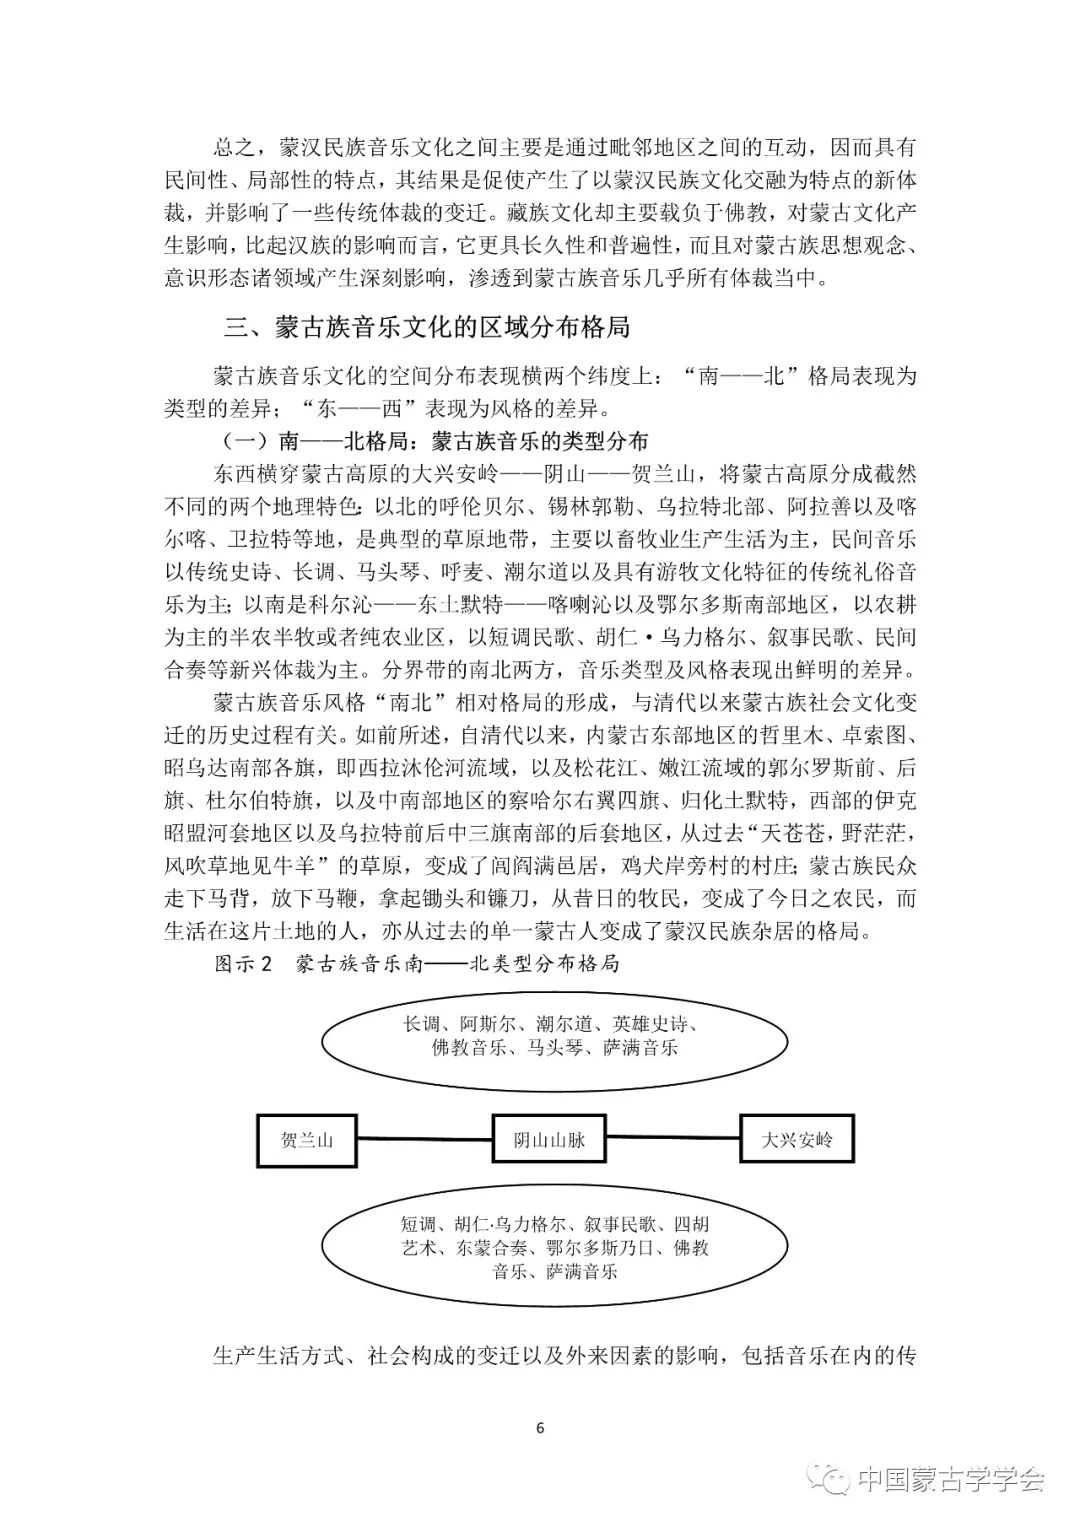 总之，蒙汉民族音乐文化之间主要是通过毗邻地区之间的互动，因而具有
民间性、局部性的特点，其结果是促使产生了以蒙汉民族文化交融为特点的新体
裁，并影响了一些传统体裁的变迁。藏族文化却主要载负于佛教，对蒙古文化产
生影响，比起汉族的影响而言，它更具长久性和普遍性，而且对蒙古族思想观念、
意识形态诸领域产生深刻影响，渗透到蒙古族音乐几乎所有体裁当中。
三、蒙古族音乐文化的区域分布格局
蒙古族音乐文化的空间分布表现横两个纬度上：“南——北”格局表现为
类型的差异；“东——西”表现为风格的差异。
（一）南——北格局：蒙古族音乐的类型分布
东西横穿蒙古高原的大兴安岭——阴山——贺兰山，将蒙古高原分成截然
不同的两个地理特色：以北的呼伦贝尔、锡林郭勒、乌拉特北部、阿拉善以及喀
尔喀、卫拉特等地，是典型的草原地带，主要以畜牧业生产生活为主，民间音乐
以传统史诗、长调、马头琴、呼麦、潮尔道以及具有游牧文化特征的传统礼俗音
乐为主；以南是科尔沁——东土默特——喀喇沁以及鄂尔多斯南部地区，以农耕
为主的半农半牧或者纯农业区，以短调民歌、胡仁·乌力格尔、叙事民歌、民间
合奏等新兴体裁为主。分界带的南北两方，音乐类型及风格表现出鲜明的差异。
蒙古族音乐风格“南北”相对格局的形成，与清代以来蒙古族社会文化变
迁的历史过程有关。如前所述，自清代以来，内蒙古东部地区的哲里木、卓索图、
昭乌达南部各旗，即西拉沐伦河流域，以及松花江、嫩江流域的郭尔罗斯前、后
旗、杜尔伯特旗，以及中南部地区的察哈尔右翼四旗、归化土默特，西部的伊克
昭盟河套地区以及乌拉特前后中三旗南部的后套地区，从过去“天苍苍，野茫茫，
风吹草地见牛羊”的草原，变成了闾阎满邑居，鸡犬岸旁村的村庄；蒙古族民众
走下马背，放下马鞭，拿起锄头和镰刀，从昔日的牧民，变成了今日之农民，而
生活在这片土地的人，亦从过去的单一蒙古人变成了蒙汉民族杂居的格局。
图示 2　蒙古族音乐南——北类型分布格局
长调、阿斯尔、潮尔道、英雄史诗、
佛教音乐、马头琴、萨满音乐
贺兰山
阴山山脉
大兴安岭
短调、胡仁·乌力格尔、叙事民歌、四胡
艺术、东蒙合奏、鄂尔多斯乃日、佛教
音乐、萨满音乐
生产生活方式、社会构成的变迁以及外来因素的影响，包括音乐在内的传
6
中国蒙古学学会